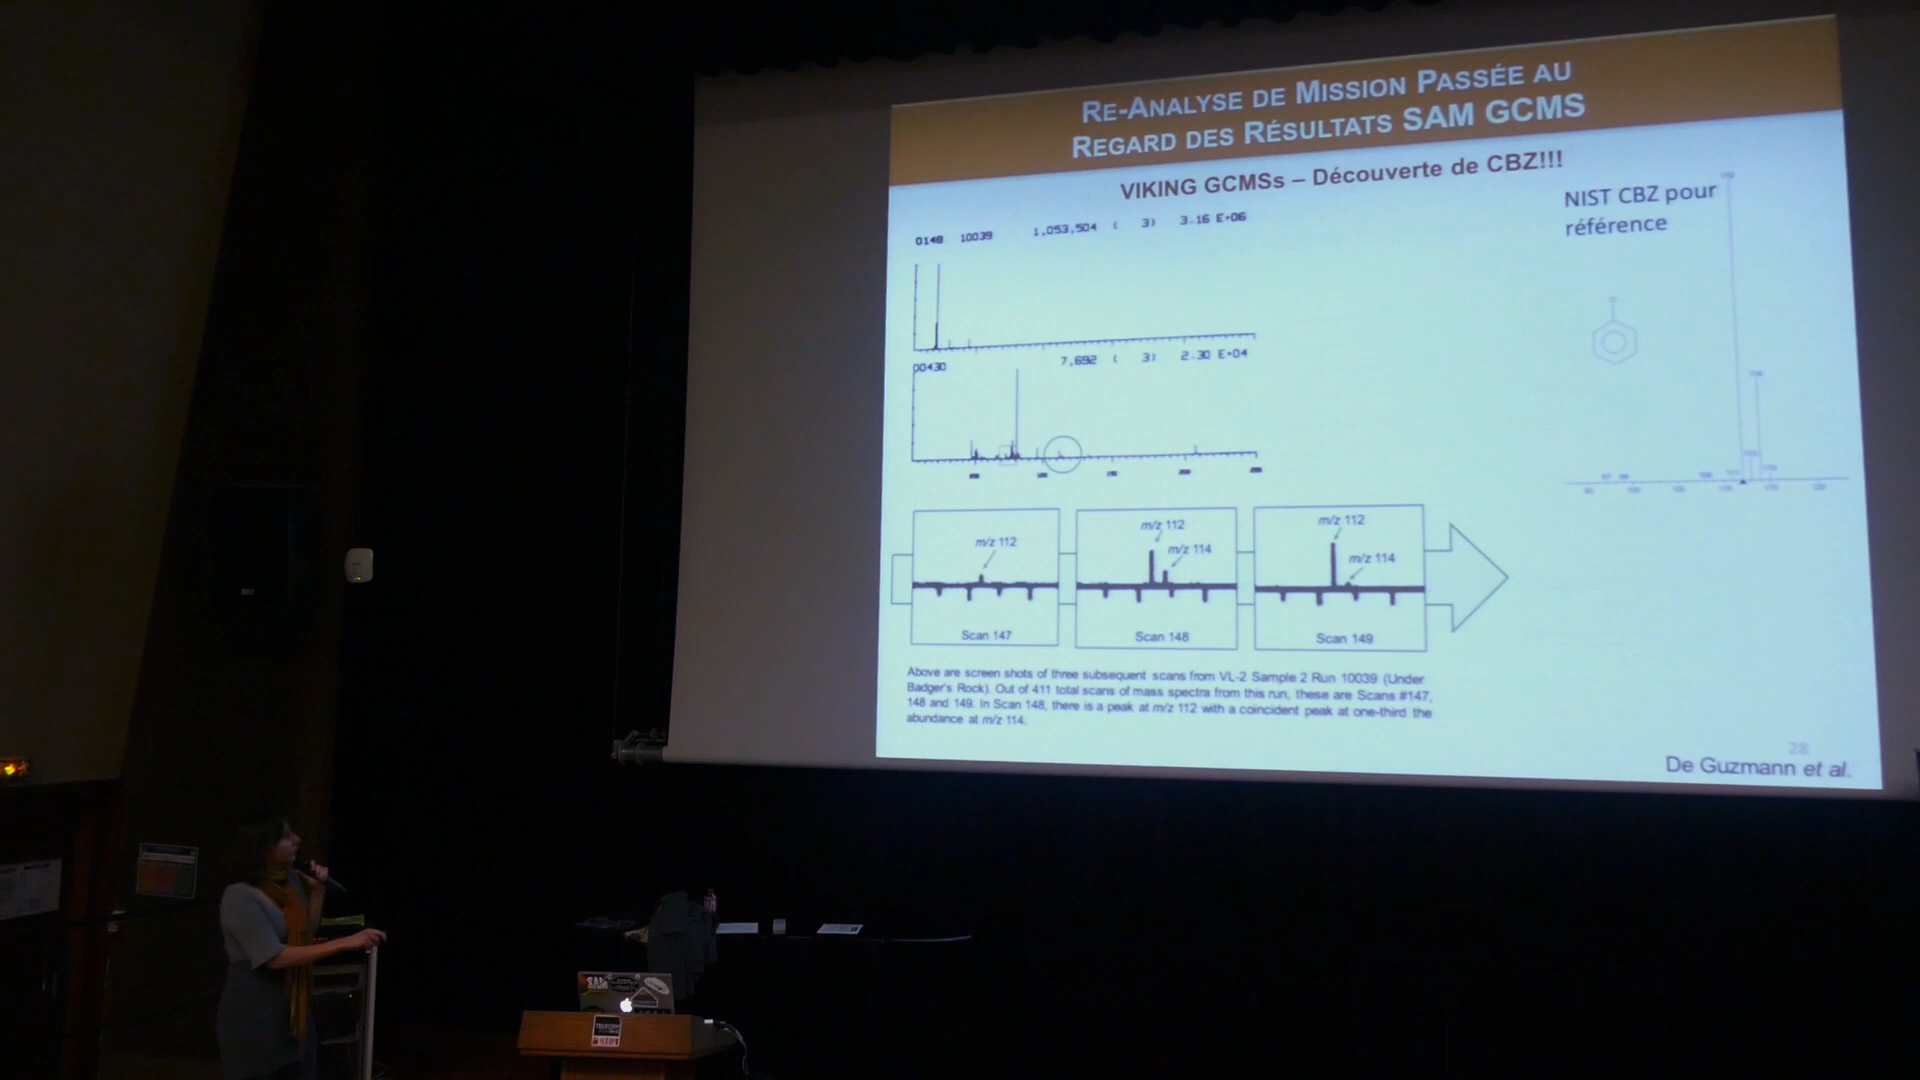 RE-ANALYSE DE MISSION PASSÉE AU
REGARD DES RÉSULTATS SAM GCMS
VIKING GCMSs – Découverte de CBZ!!!
NIST CBZ pour
référence
0148 10039 1,053,504 ( 3) 3.16 E+06
00430 7,692 ( 3) 2.30 E+04
m/z 112
Scan 147
m/z 112
m/z 114
Scan 148
m/z 112
m/z 114
Scan 149
Above are screen shots of three subsequent scans from VL-2 Sample 2 Run 10039 (Under
Badger's Rock). Out of 411 total scans of mass spectra from this run, these are Scans #147,
148 and 149. In Scan 148, there is a peak at m/z 112 with a coincident peak at one-third the
abundance at m/z 114.
28
De Guzmann et al.
SAM